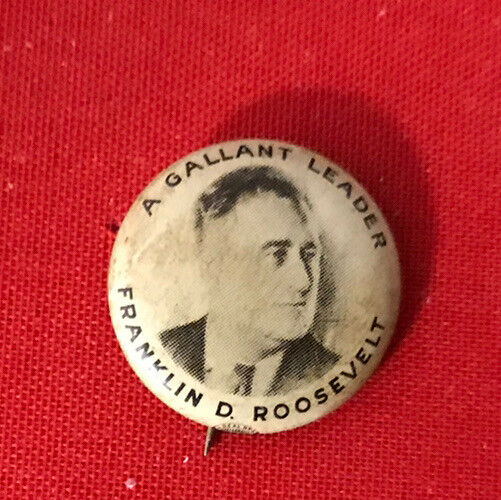 A GALLANT LEADER
FRANKLIN D. ROOSEVELT